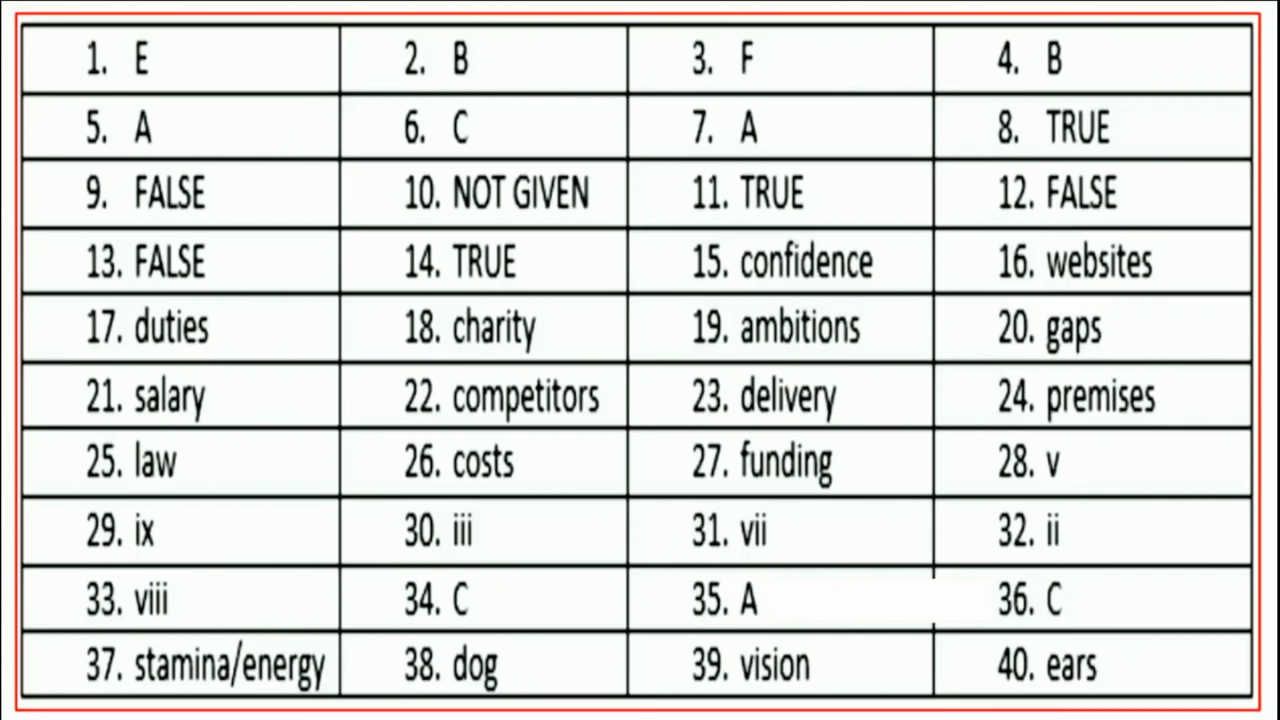 1. E 2. B 3. F 4. B
5. A 6. C 7. A 8. TRUE
9. FALSE 10. NOT GIVEN 11. TRUE 12. FALSE
13. FALSE 14. TRUE 15. confidence 16. websites
17. duties 18. charity 19. ambitions 20. gaps
21. salary 22. competitors 23. delivery 24. premises
25. law 26. costs 27. funding 28. v
29. ix 30. iii 31. vii 32. ii
33. viii 34. C 35. A 36. C
37. stamina/energy 38. dog 39. vision 40. ears